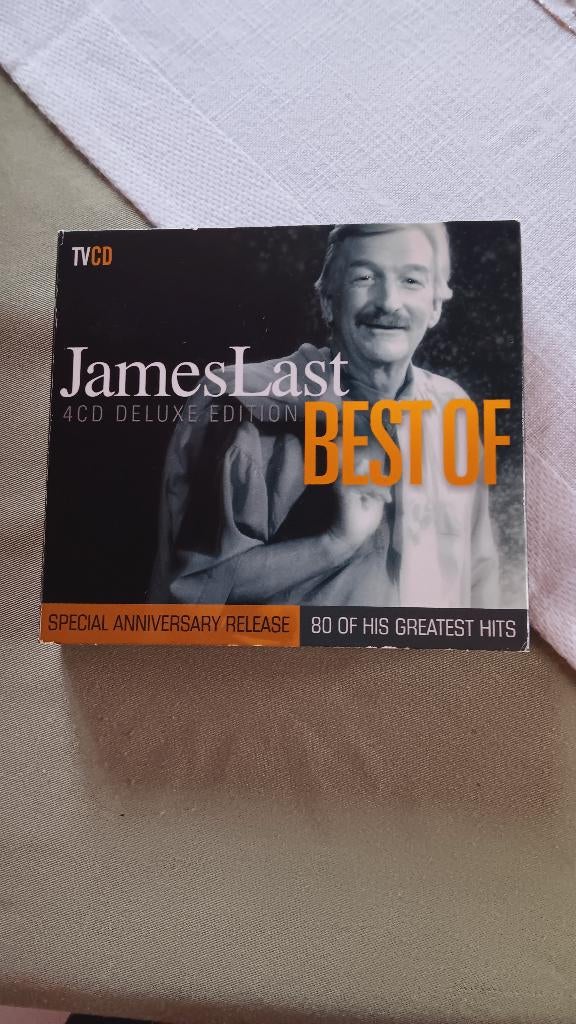 TVCD
JamesLast
4CD DELUXE EDITION
BEST OF
SPECIAL ANNIVERSARY RELEASE
80 OF HIS GREATEST HITS